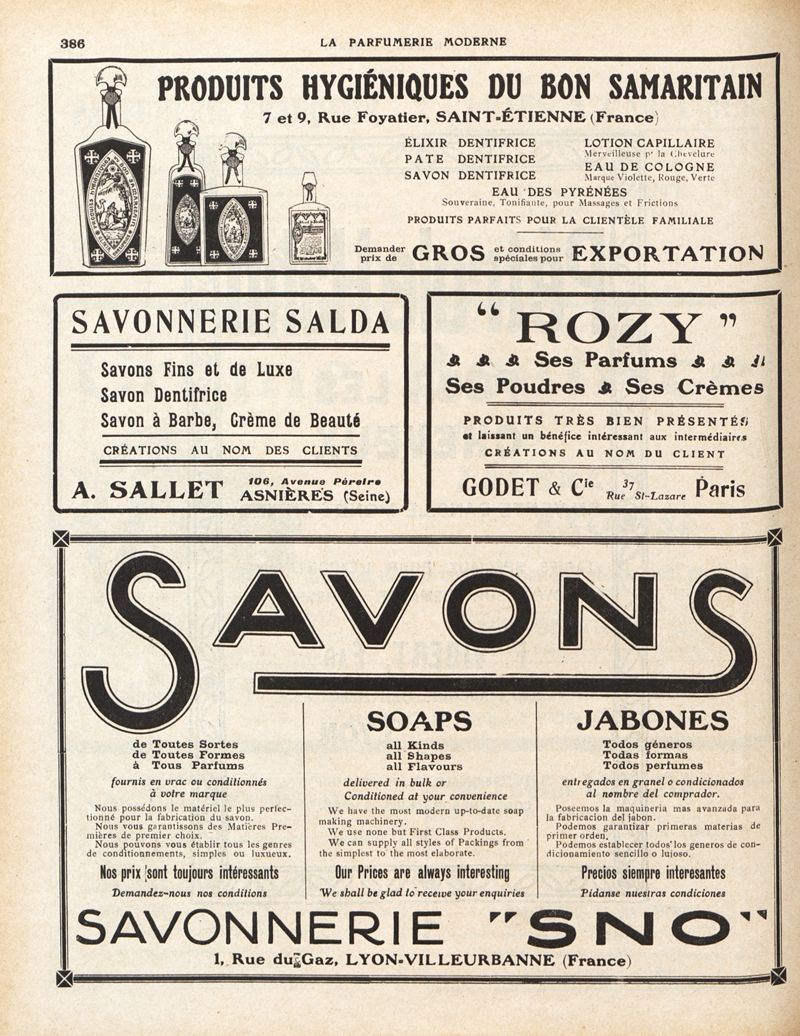 386
LA PARFUMERIE MODERNE
PRODUITS HYGIÉNIQUES DU BON SAMARITAIN
7 et 9, Rue Foyatier, SAINT-ÉTIENNE (France)
ÉLIXIR DENTIFRICE
PATE DENTIFRICE
SAVON DENTIFRICE
LOTION CAPILLAIRE
Merveilleuse pr la Chevelure
EAU DE COLOGNE
Marque Violette, Rouge, Verte
EAU DES PYRÉNÉES
Souveraine, Tonifiante, pour Massages et Frictions
PRODUITS PARFAITS POUR LA CLIENTÈLE FAMILIALE
Demander prix de GROS et conditions spéciales pour EXPORTATION
SAVONNERIE SALDA
Savons Fins et de Luxe
Savon Dentifrice
Savon à Barbe, Crème de Beauté
CRÉATIONS AU NOM DES CLIENTS
A. SALLET 106, Avenue Péreire
ASNIÈRES (Seine)
"ROZY"
Ses Parfums
Ses Poudres Ses Crèmes
PRODUITS TRÈS BIEN PRÉSENTÉS
et laissant un bénéfice intéressant aux intermédiaires
CRÉATIONS AU NOM DU CLIENT
GODET & Cie 37 Rue St-Lazare Paris
SAVONS
de Toutes Sortes
de Toutes Formes
à Tous Parfums
fournis en vrac ou conditionnés
à votre marque
Nous possédons le matériel le plus perfec-
tionné pour la fabrication du savon.
Nous vous garantissons des Matières Pre-
mières de premier choix.
Nous pouvons vous établir tous les genres
de conditionnements, simples ou luxueux.
Nos prix sont toujours intéressants
Demandez-nous nos conditions
SOAPS
all Kinds
all Shapes
all Flavours
delivered in bulk or
Conditioned at your convenience
We have the most modern up-to-date soap
making machinery.
We use none but First Class Products.
We can supply all styles of Packings from
the simplest to the most elaborate.
Our Prices are always interesting
We shall be glad to receive your enquiries
JABONES
Todos géneros
Todas formas
Todos perfumes
entregados en granel o condicionados
al nombre del comprador.
Poseemos la maquineria mas avanzada para
la fabricacion del jabon.
Podemos garantizar primeras materias de
primer orden.
Podemos establecer todos los generos de con-
dicionamiento sencillo o lujoso.
Precios siempre interesantes
Pidanse nuestras condiciones
SAVONNERIE "SNO"
1, Rue du Gaz, LYON-VILLEURBANNE (France)